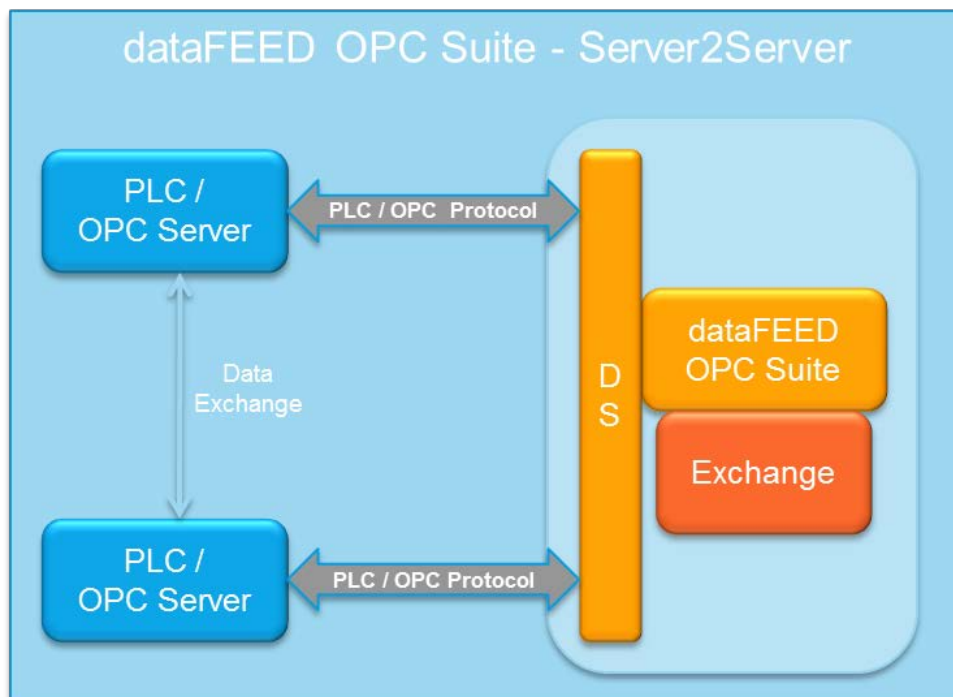 dataFEED OPC Suite - Server2Server
PLC /
OPC Server
PLC / OPC Protocol
D
S
dataFEED
OPC Suite
Data
Exchange
Exchange
PLC /
OPC Server
PLC / OPC Protocol